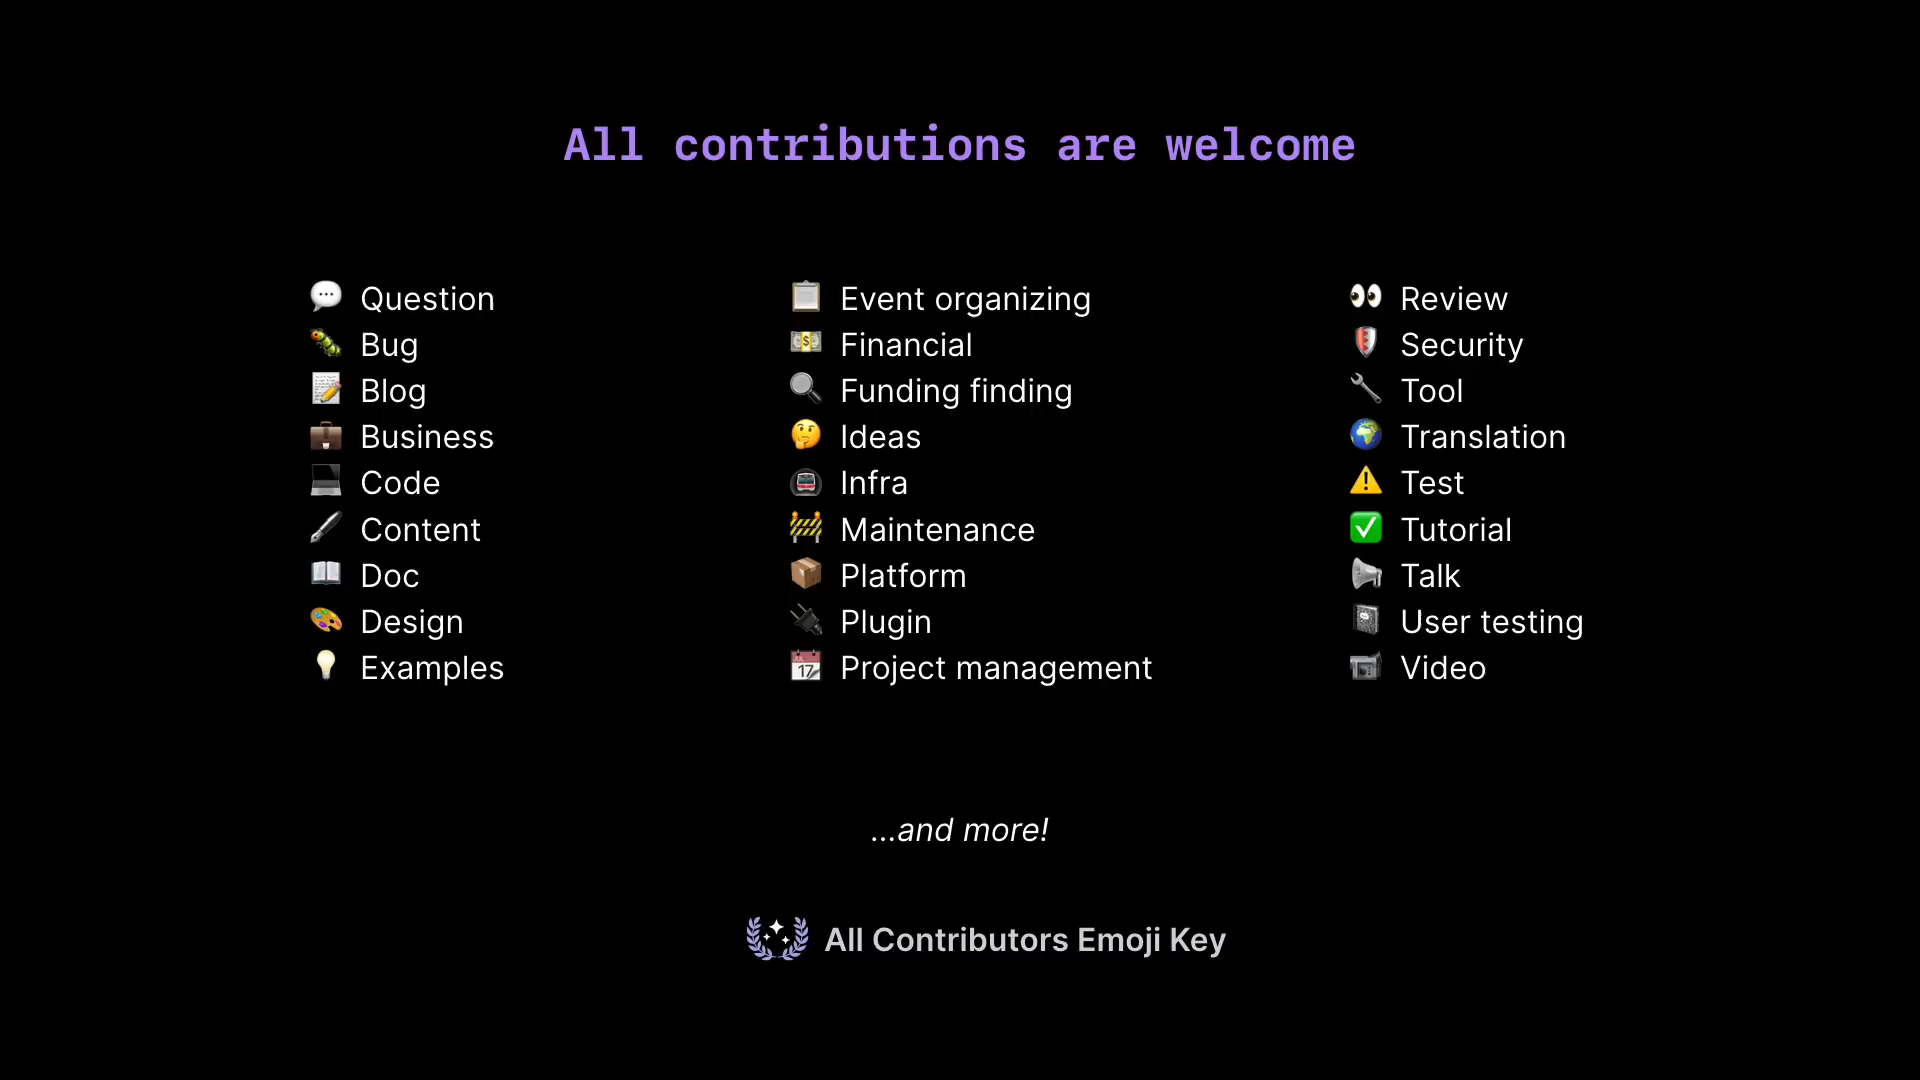 All contributions are welcome
💬 Question
🐛 Bug
📝 Blog
💼 Business
💻 Code
🖋 Content
📖 Doc
🎨 Design
💡 Examples
📋 Event organizing
💵 Financial
🔍 Funding finding
🤔 Ideas
🚇 Infra
🚧 Maintenance
📦 Platform
🔌 Plugin
📆 Project management
👀 Review
🛡️ Security
🔧 Tool
🌍 Translation
⚠️ Test
✅ Tutorial
📢 Talk
📓 User testing
📹 Video
...and more!
All Contributors Emoji Key